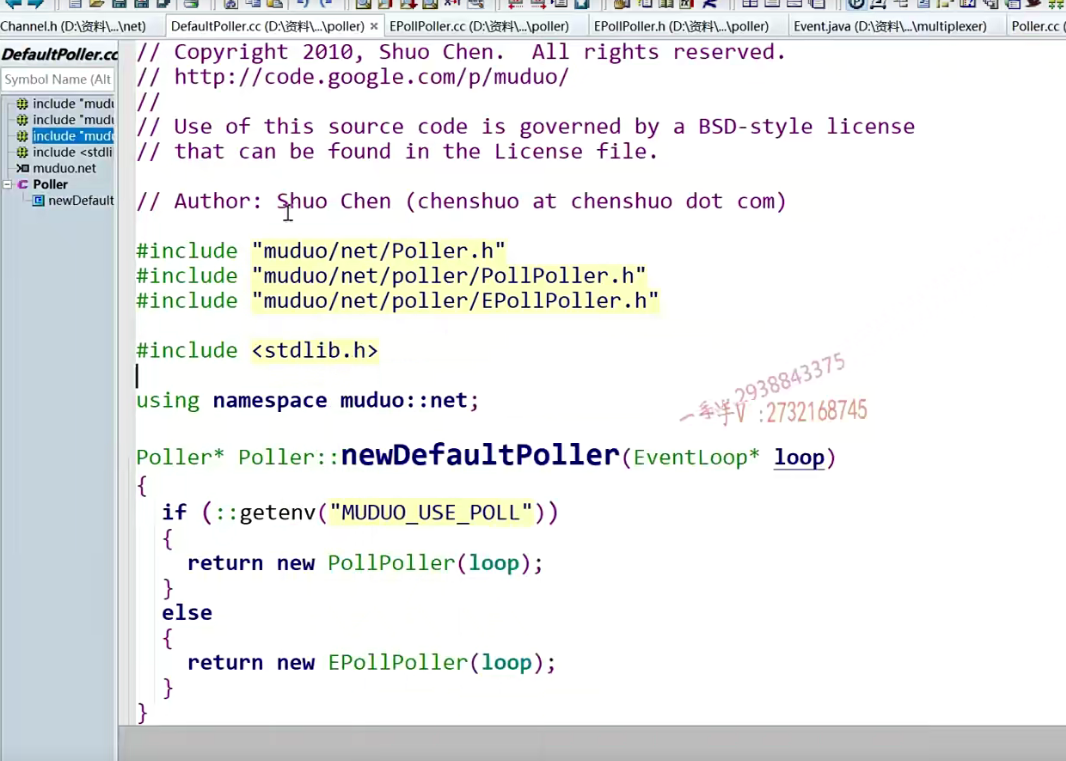 Channel.h (D:\资料\...\net)
DefaultPoller.cc (D:\资料\...\poller) ×
EPollPoller.cc (D:\资料\...\poller)
EPollPoller.h (D:\资料\...\poller)
Event.java (D:\资料\...\multiplexer)
Poller.cc (
DefaultPoller.cc
Symbol Name (Alt
include "mudu
include "mudu
include "mudu
include <stdli
muduo.net
Poller
newDefault
// Copyright 2010, Shuo Chen.  All rights reserved.
// http://code.google.com/p/muduo/
//
// Use of this source code is governed by a BSD-style license
// that can be found in the License file.
// Author: Shuo Chen (chenshuo at chenshuo dot com)
#include "muduo/net/Poller.h"
#include "muduo/net/poller/PollPoller.h"
#include "muduo/net/poller/EPollPoller.h"
#include <stdlib.h>
using namespace muduo::net;
2938843375
V :2732168745
Poller* Poller::newDefaultPoller(EventLoop* loop)
{
  if (::getenv("MUDUO_USE_POLL"))
  {
    return new PollPoller(loop);
  }
  else
  {
    return new EPollPoller(loop);
  }
}